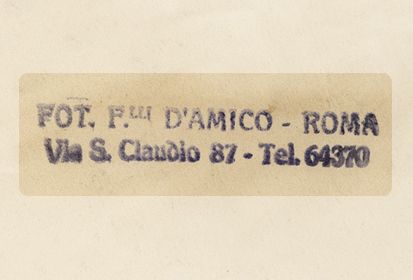 FOT. F.LLI D'AMICO - ROMA
Via S. Claudio 87 - Tel. 64370